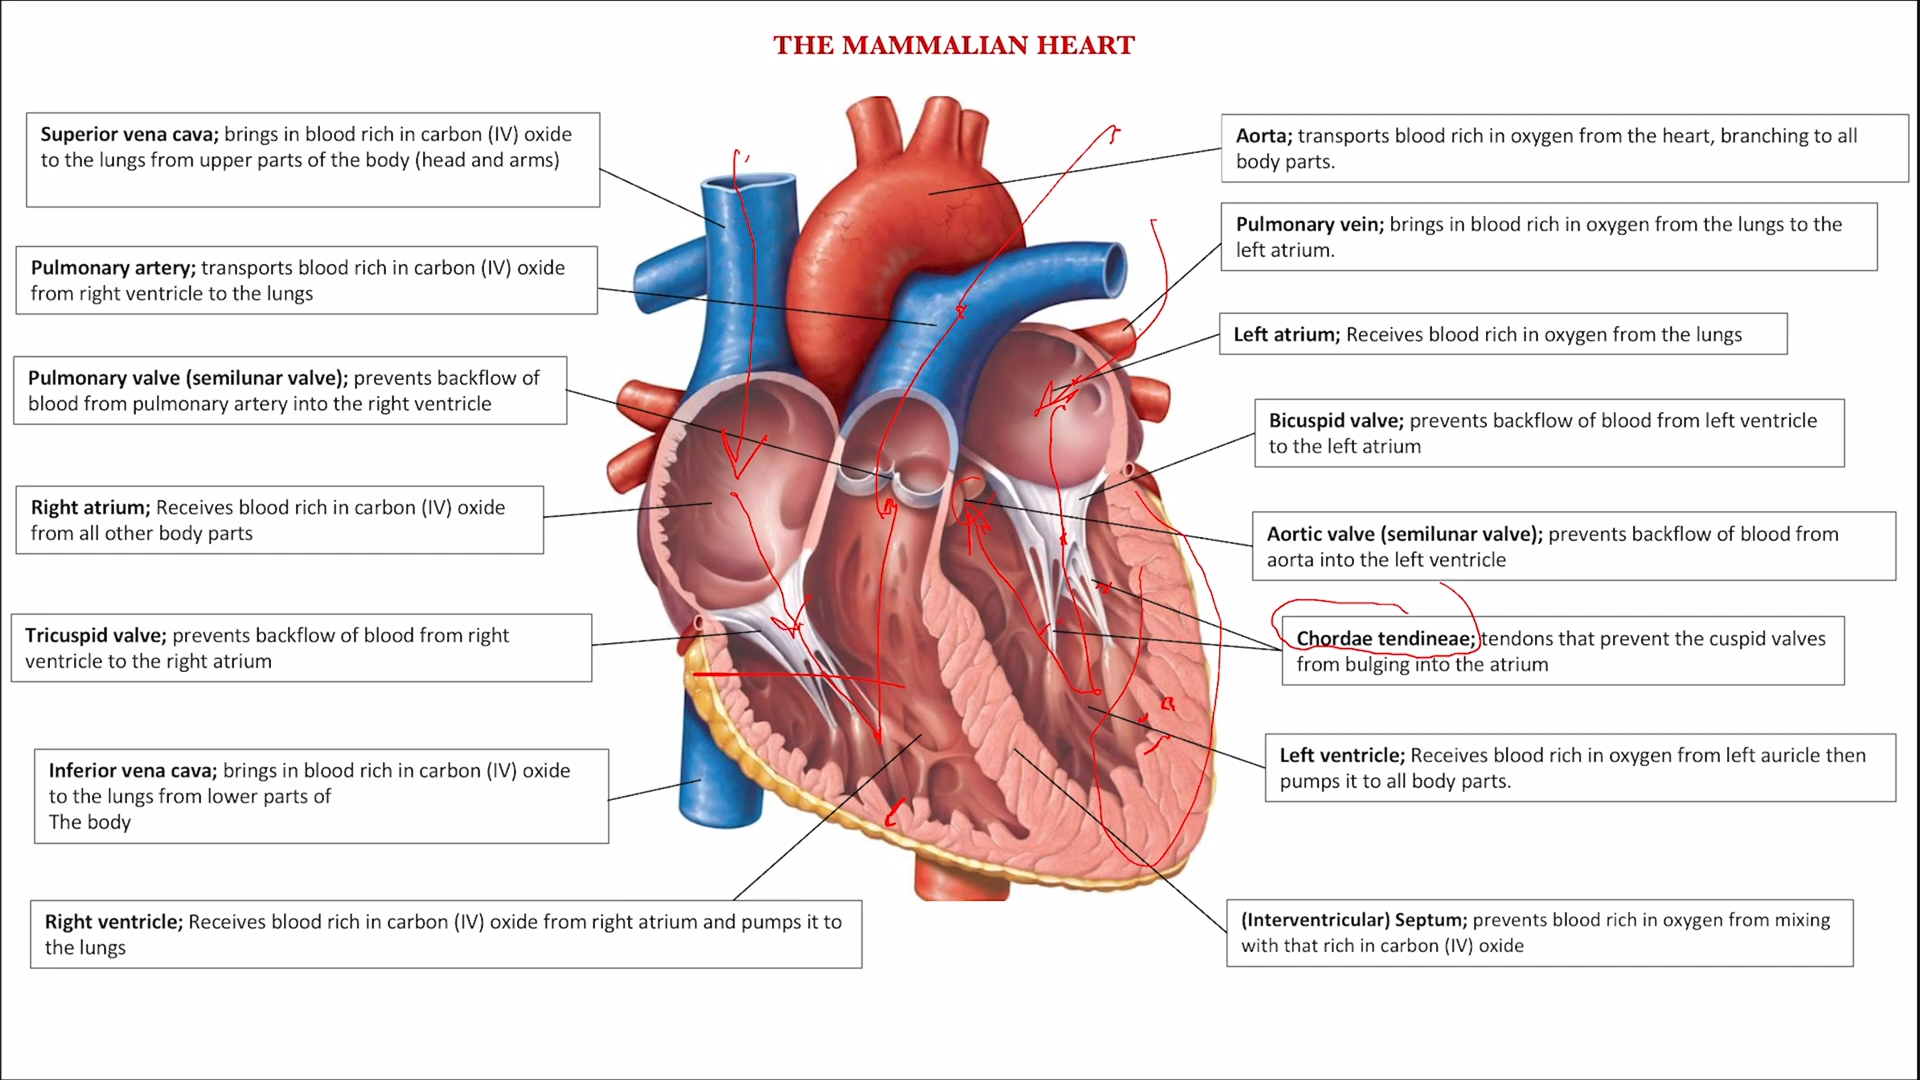 THE MAMMALIAN HEART
Superior vena cava; brings in blood rich in carbon (IV) oxide
to the lungs from upper parts of the body (head and arms)
Pulmonary artery; transports blood rich in carbon (IV) oxide
from right ventricle to the lungs
Pulmonary valve (semilunar valve); prevents backflow of
blood from pulmonary artery into the right ventricle
Right atrium; Receives blood rich in carbon (IV) oxide
from all other body parts
Tricuspid valve; prevents backflow of blood from right
ventricle to the right atrium
Inferior vena cava; brings in blood rich in carbon (IV) oxide
to the lungs from lower parts of
The body
Right ventricle; Receives blood rich in carbon (IV) oxide from right atrium and pumps it to
the lungs
Aorta; transports blood rich in oxygen from the heart, branching to all
body parts.
Pulmonary vein; brings in blood rich in oxygen from the lungs to the
left atrium.
Left atrium; Receives blood rich in oxygen from the lungs
Bicuspid valve; prevents backflow of blood from left ventricle
to the left atrium
Aortic valve (semilunar valve); prevents backflow of blood from
aorta into the left ventricle
Chordae tendineae; tendons that prevent the cuspid valves
from bulging into the atrium
Left ventricle; Receives blood rich in oxygen from left auricle then
pumps it to all body parts.
(Interventricular) Septum; prevents blood rich in oxygen from mixing
with that rich in carbon (IV) oxide